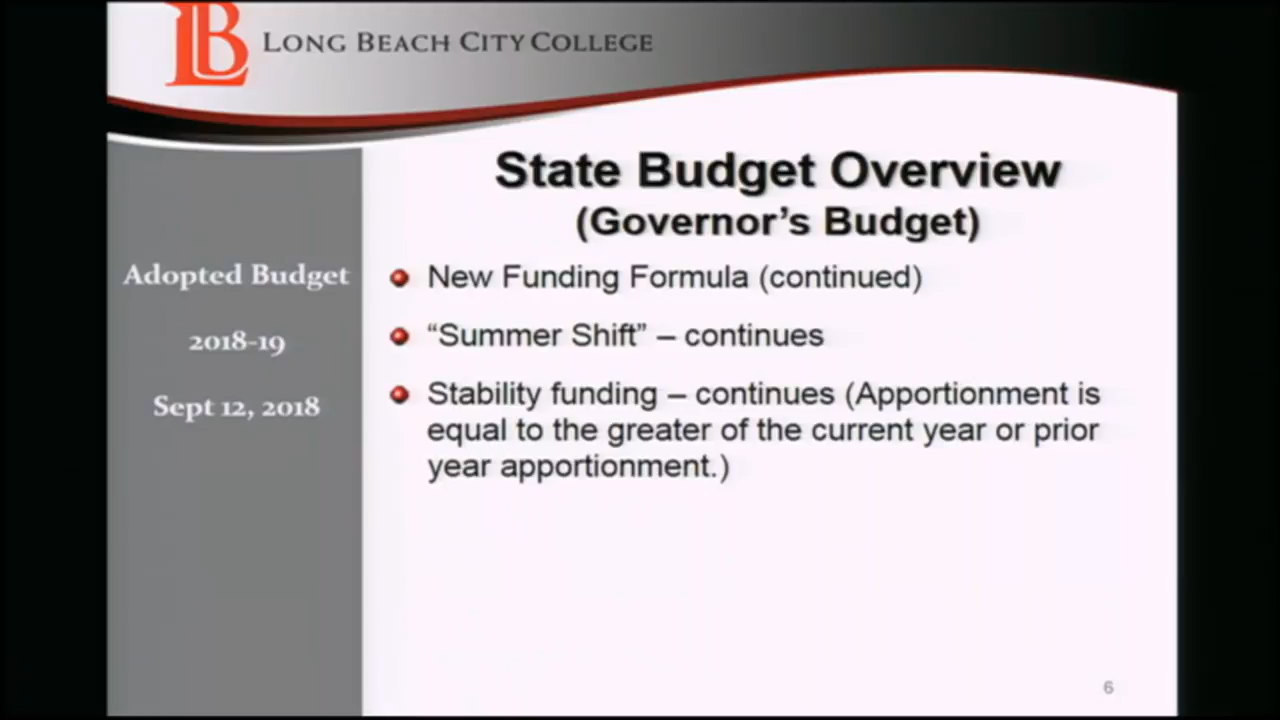 LB LONG BEACH CITY COLLEGE
State Budget Overview
(Governor's Budget)
Adopted Budget
2018-19
Sept 12, 2018
New Funding Formula (continued)
“Summer Shift” – continues
Stability funding – continues (Apportionment is
equal to the greater of the current year or prior
year apportionment.)
6